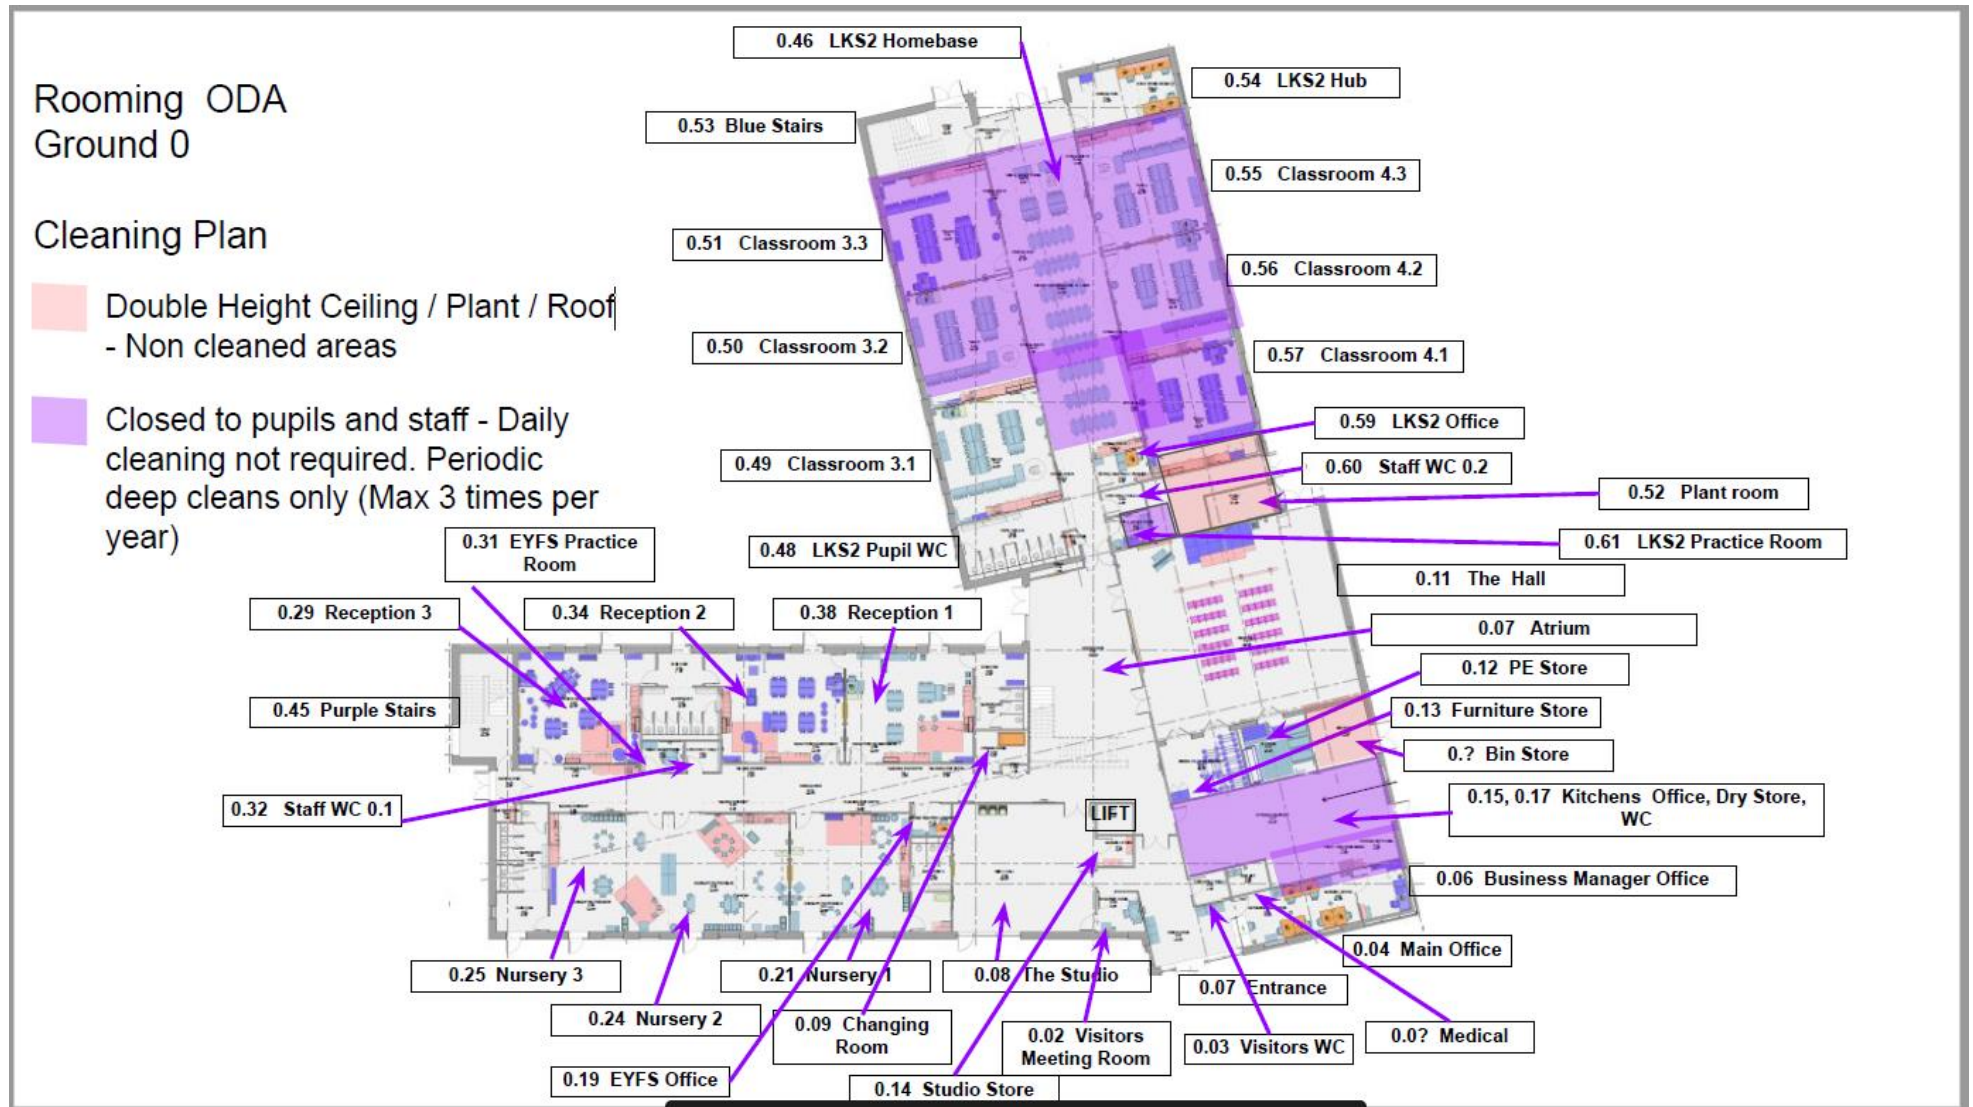 0.46 LKS2 Homebase
0.54 LKS2 Hub
Rooming ODA
Ground 0
0.53 Blue Stairs
0.55 Classroom 4.3
Cleaning Plan
0.51 Classroom 3.3
0.56 Classroom 4.2
Double Height Ceiling / Plant / Roof
- Non cleaned areas
0.50 Classroom 3.2
0.57 Classroom 4.1
Closed to pupils and staff - Daily
cleaning not required. Periodic
deep cleans only (Max 3 times per
year)
0.59 LKS2 Office
0.49 Classroom 3.1
0.60 Staff WC 0.2
0.52 Plant room
0.31 EYFS Practice
Room
0.48 LKS2 Pupil WC
0.61 LKS2 Practice Room
0.11 The Hall
0.29 Reception 3
0.34 Reception 2
0.38 Reception 1
0.07 Atrium
0.12 PE Store
0.45 Purple Stairs
0.13 Furniture Store
0.? Bin Store
0.32 Staff WC 0.1
0.15, 0.17 Kitchens Office, Dry Store,
WC
LIFT
0.06 Business Manager Office
0.04 Main Office
0.25 Nursery 3
0.21 Nursery 1
0.08 The Studio
0.07 Entrance
0.24 Nursery 2
0.09 Changing
Room
0.02 Visitors
Meeting Room
0.03 Visitors WC
0.0? Medical
0.19 EYFS Office
0.14 Studio Store